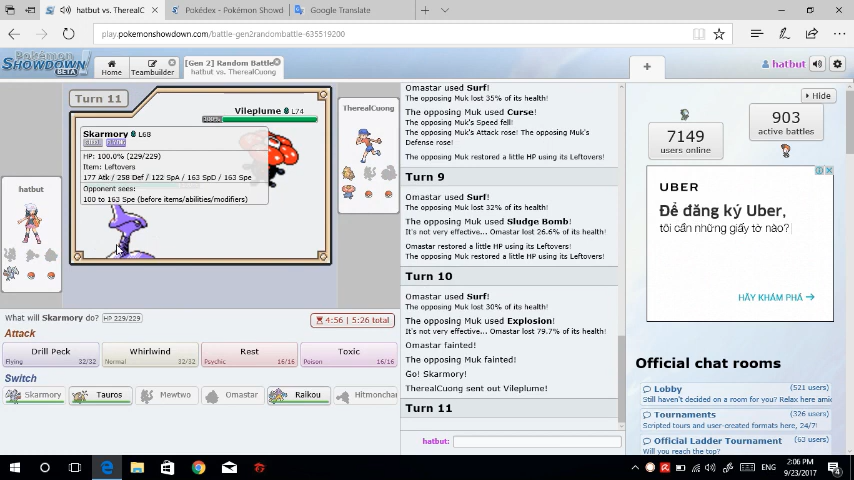 hatbut vs. TherealC
Pokédex - Pokémon Showd
Google Translate
play.pokemonshowdown.com/battle-gen2randombattle-635519200
Pokémon
SHOWDOWN
BETA
Home
Teambuilder
[Gen 2] Random Battle
hatbut vs. TherealCuong
hatbut
Turn 11
Vileplume L74
100%
Skarmory L68
HP: 100.0% (229/229)
Item: Leftovers
177 Atk / 258 Def / 122 SpA / 163 SpD / 163 Spe
Opponent sees:
100 to 163 Spe (before items/abilities/modifiers)
hatbut
TherealCuong
What will Skarmory do? HP 229/229
4:56 | 5:26 total
Attack
Drill Peck
Flying 32/32
Whirlwind
Normal 32/32
Rest
Psychic 16/16
Toxic
Poison 16/16
Switch
Skarmory
Tauros
Mewtwo
Omastar
Raikou
Hitmonchan
Omastar used Surf!
The opposing Muk lost 35% of its health!
The opposing Muk used Curse!
The opposing Muk's Speed fell!
The opposing Muk's Attack rose! The opposing Muk's
Defense rose!
The opposing Muk restored a little HP using its Leftovers!
Turn 9
Omastar used Surf!
The opposing Muk lost 32% of its health!
The opposing Muk used Sludge Bomb!
It's not very effective... Omastar lost 26.6% of its health!
Omastar restored a little HP using its Leftovers!
The opposing Muk restored a little HP using its Leftovers!
Turn 10
Omastar used Surf!
The opposing Muk lost 30% of its health!
The opposing Muk used Explosion!
It's not very effective... Omastar lost 79.7% of its health!
Omastar fainted!
The opposing Muk fainted!
Go! Skarmory!
TherealCuong sent out Vileplume!
Turn 11
hatbut:
Hide
7149
users online
903
active battles
UBER
Để đăng ký Uber,
tôi cần những giấy tờ nào?
HÃY KHÁM PHÁ
Official chat rooms
Lobby
(521 users)
Still haven't decided on a room for you? Relax here amid
Tournaments
(326 users)
Scripted tours and user-created formats here, 24/7!
Official Ladder Tournament
(63 users)
Will you reach the top?
ENG
2:06 PM
9/23/2017
4